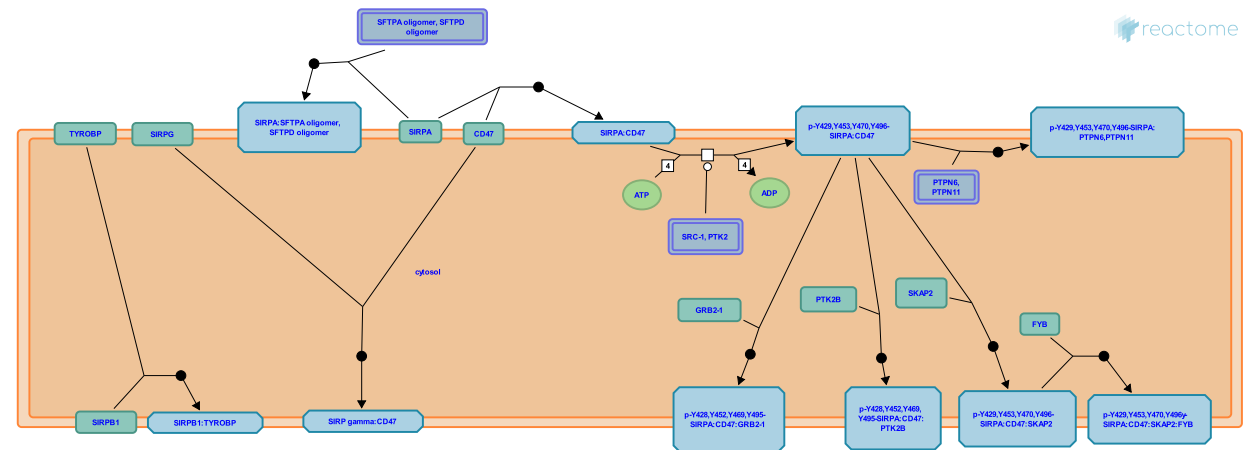 SFTPA oligomer, SFTPD
oligomer
reactome
SIRPA:SFTPA oligomer,
SFTPD oligomer
TYROBP
SIRPG
SIRPA
CD47
SIRPA:CD47
p-Y429,Y453,Y470,Y496-
SIRPA:CD47
p-Y429,Y453,Y470,Y496-SIRPA:
PTPN6,PTPN11
4
4
ATP
ADP
PTPN6,
PTPN11
SRC-1, PTK2
cytosol
GRB2-1
PTK2B
SKAP2
FYB
SIRPB1
SIRPB1:TYROBP
SIRP gamma:CD47
p-Y428,Y452,Y469,Y495-
SIRPA:CD47:GRB2-1
p-Y428,Y452,Y469,
Y495-SIRPA:CD47:
PTK2B
p-Y429,Y453,Y470,Y496-
SIRPA:CD47:SKAP2
p-Y429,Y453,Y470,Y496y-
SIRPA:CD47:SKAP2:FYB